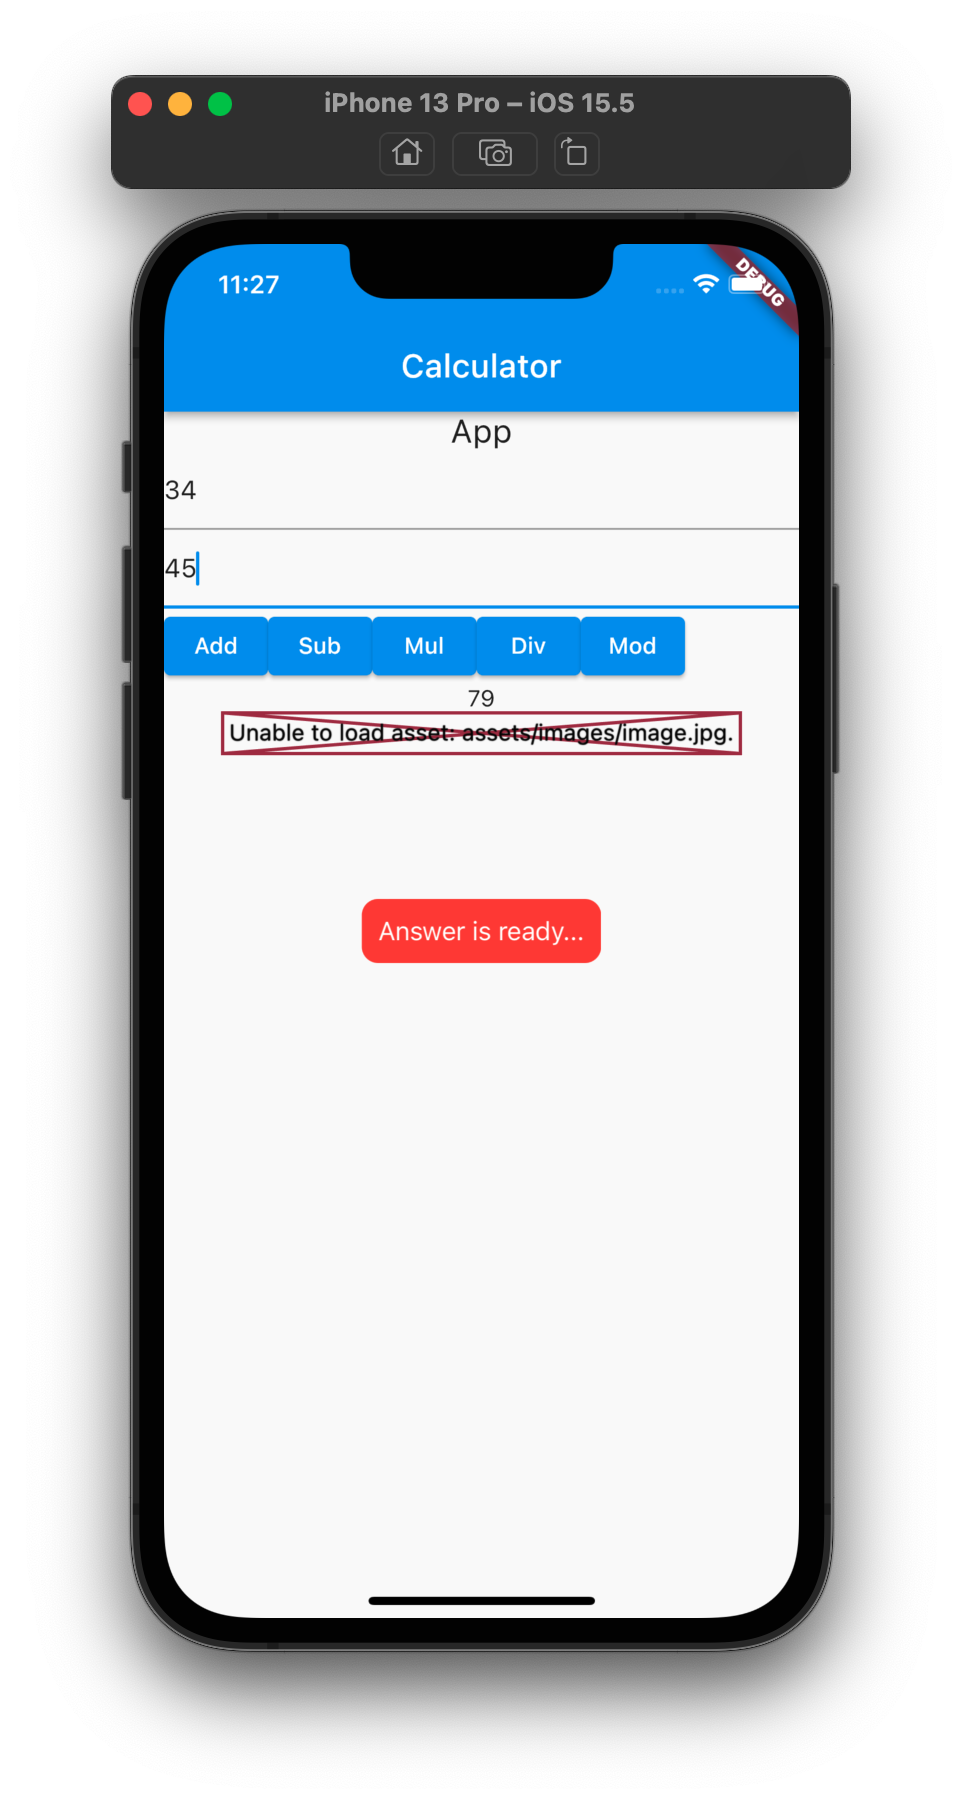 iPhone 13 Pro – iOS 15.5
11:27
DEBUG
Calculator
App
34
45
Add Sub Mul Div Mod
79
Unable to load asset: assets/images/image.jpg.
Answer is ready...